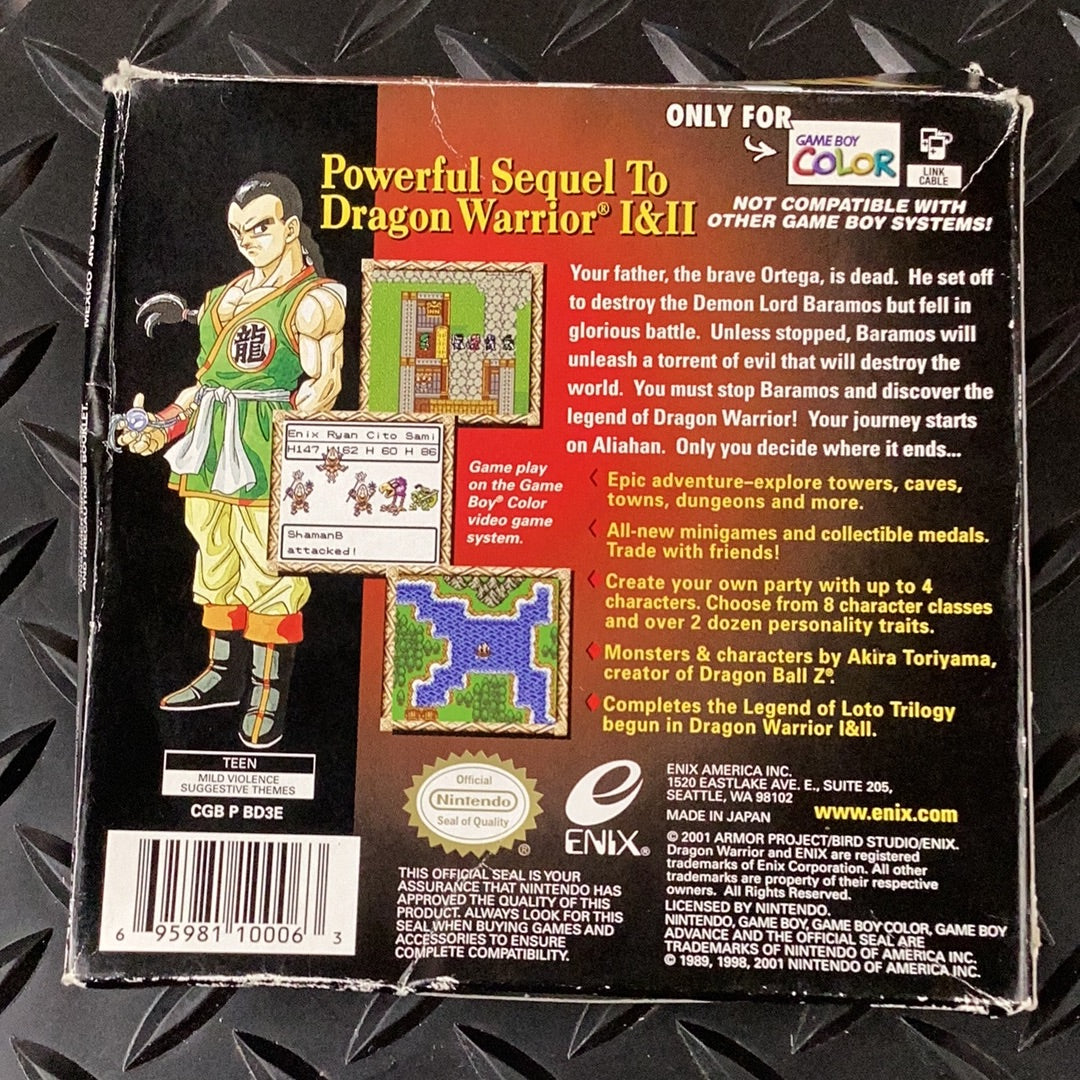 ONLY FOR
GAME BOY
COLOR
LINK
CABLE
NOT COMPATIBLE WITH
OTHER GAME BOY SYSTEMS!
Powerful Sequel To
Dragon Warrior® I&II
龍
Your father, the brave Ortega, is dead. He set off
to destroy the Demon Lord Baramos but fell in
glorious battle. Unless stopped, Baramos will
unleash a torrent of evil that will destroy the
world. You must stop Baramos and discover the
legend of Dragon Warrior! Your journey starts
on Aliahan. Only you decide where it ends...
Enix Ryan Cito Sami
H147 H162 H 60 H 86
ShamanB
attacked!
Game play
on the Game
Boy® Color
video game
system.
Epic adventure–explore towers, caves,
towns, dungeons and more.
All-new minigames and collectible medals.
Trade with friends!
Create your own party with up to 4
characters. Choose from 8 character classes
and over 2 dozen personality traits.
Monsters & characters by Akira Toriyama,
creator of Dragon Ball Z®.
Completes the Legend of Loto Trilogy
begun in Dragon Warrior I&II.
TEEN
MILD VIOLENCE
SUGGESTIVE THEMES
CGB P BD3E
6 95981 10006 3
Official
Nintendo
Seal of Quality
®
THIS OFFICIAL SEAL IS YOUR
ASSURANCE THAT NINTENDO HAS
APPROVED THE QUALITY OF THIS
PRODUCT. ALWAYS LOOK FOR THIS
SEAL WHEN BUYING GAMES AND
ACCESSORIES TO ENSURE
COMPLETE COMPATIBILITY.
ENIX®
ENIX AMERICA INC.
1520 EASTLAKE AVE. E., SUITE 205,
SEATTLE, WA 98102
MADE IN JAPAN
www.enix.com
© 2001 ARMOR PROJECT/BIRD STUDIO/ENIX.
Dragon Warrior and ENIX are registered
trademarks of Enix Corporation. All other
trademarks are property of their respective
owners. All Rights Reserved.
LICENSED BY NINTENDO.
NINTENDO, GAME BOY, GAME BOY COLOR, GAME BOY
ADVANCE AND THE OFFICIAL SEAL ARE
TRADEMARKS OF NINTENDO OF AMERICA INC.
© 1989, 1998, 2001 NINTENDO OF AMERICA INC.
MEXICO AND
AND PRECAUTIONS BOOKLET.